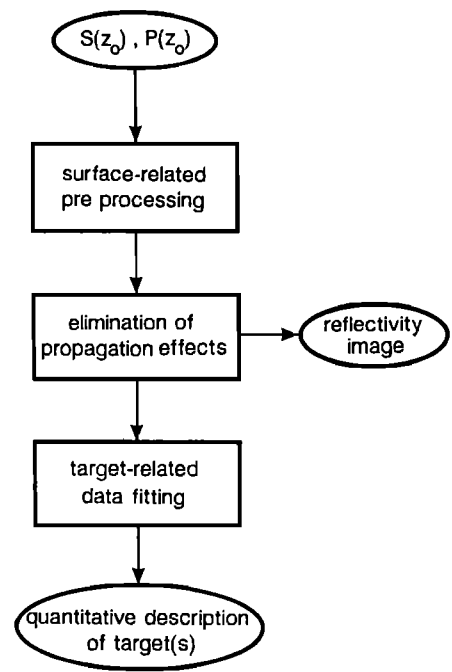 S(z₀) , P(z₀)
surface-related
pre processing
elimination of
propagation effects
reflectivity
image
target-related
data fitting
quantitative description
of target(s)